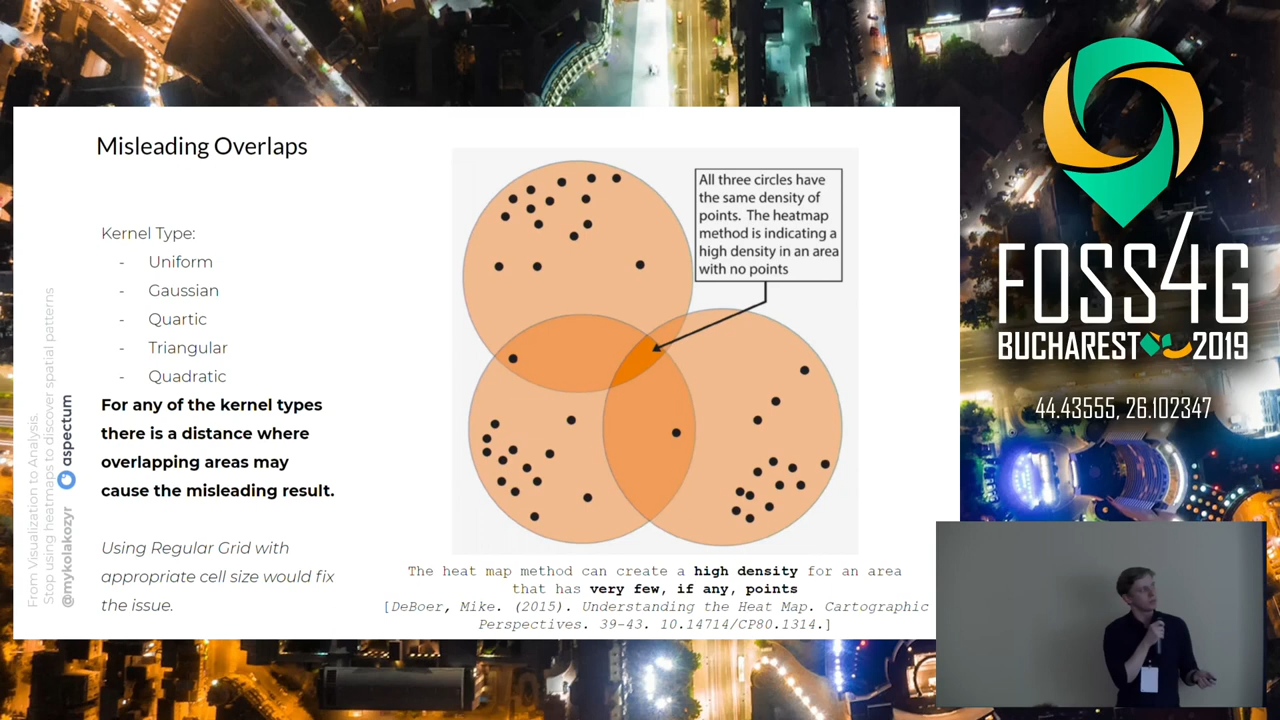 Misleading Overlaps
Kernel Type:
- Uniform
- Gaussian
- Quartic
- Triangular
- Quadratic
For any of the kernel types
there is a distance where
overlapping areas may
cause the misleading result.
Using Regular Grid with
appropriate cell size would fix
the issue.
From Visualization to Analysis.
Stop using heatmaps to discover spatial patterns
@mykolakozyr aspectum
All three circles have
the same density of
points. The heatmap
method is indicating a
high density in an area
with no points
The heat map method can create a high density for an area
that has very few, if any, points
[DeBoer, Mike. (2015). Understanding the Heat Map. Cartographic
Perspectives. 39-43. 10.14714/CP80.1314.]
FOSS4G
BUCHAREST 2019
44.43555, 26.102347